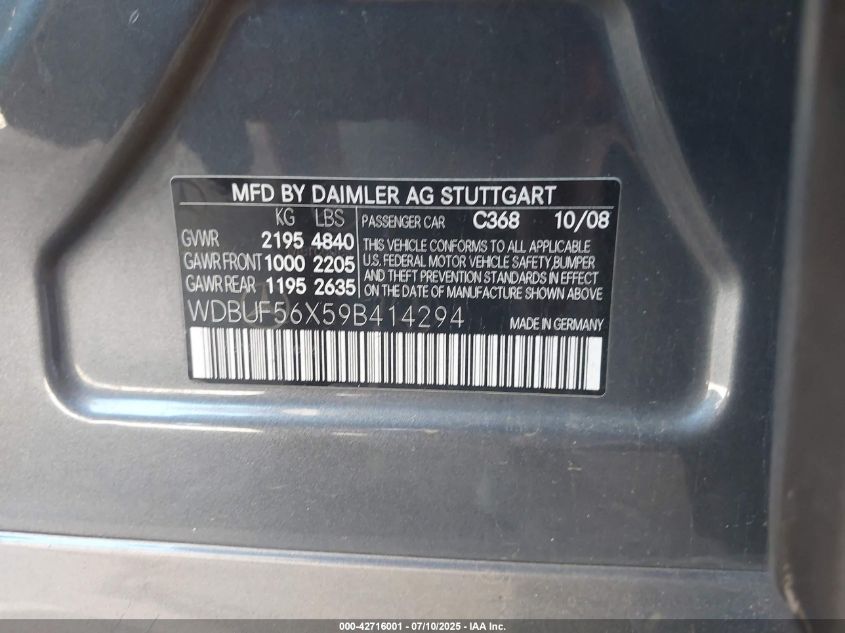 MFD BY DAIMLER AG STUTTGART
KG LBS PASSENGER CAR C368 10/08
GVWR 2195 4840
GAWR FRONT 1000 2205
GAWR REAR 1195 2635
THIS VEHICLE CONFORMS TO ALL APPLICABLE
U.S. FEDERAL MOTOR VEHICLE SAFETY, BUMPER
AND THEFT PREVENTION STANDARDS IN EFFECT
ON THE DATE OF MANUFACTURE SHOWN ABOVE
WDBUF56X59B414294 MADE IN GERMANY
000-42716001 - 07/10/2025 - IAA Inc.